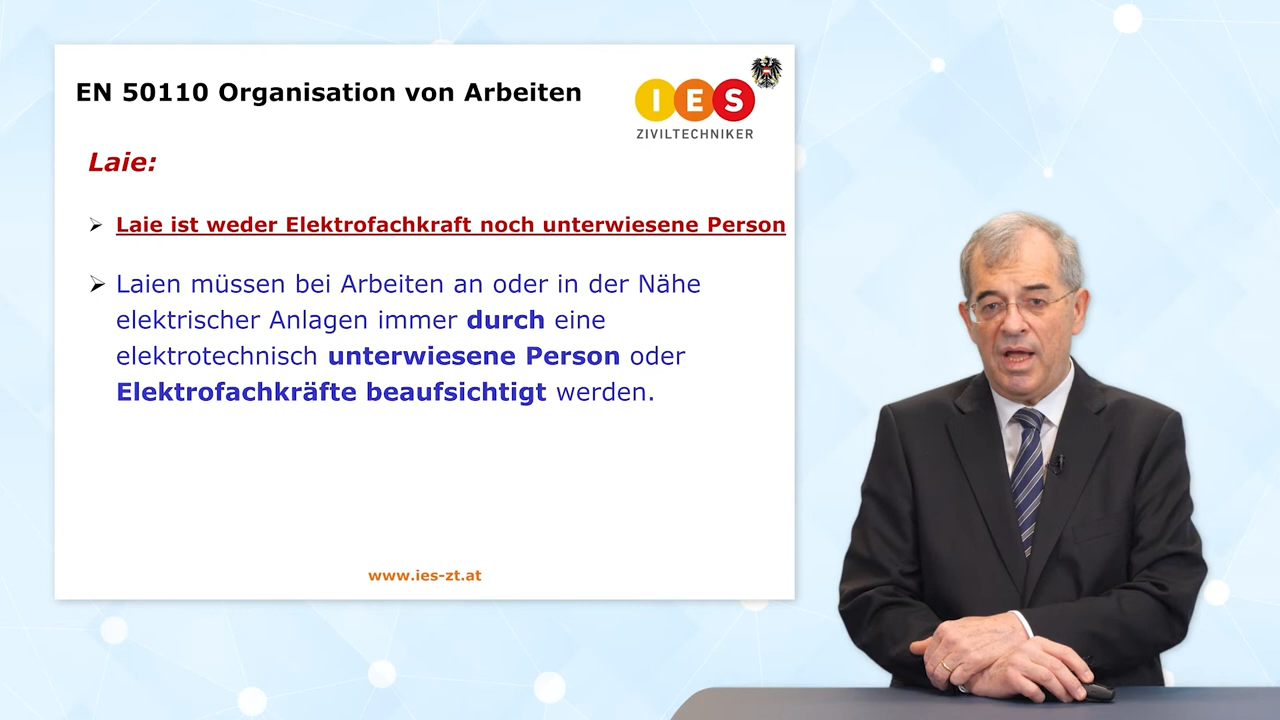 EN 50110 Organisation von Arbeiten
IES
ZIVILTECHNIKER
Laie:
Laie ist weder Elektrofachkraft noch unterwiesene Person
Laien müssen bei Arbeiten an oder in der Nähe
elektrischer Anlagen immer durch eine
elektrotechnisch unterwiesene Person oder
Elektrofachkräfte beaufsichtigt werden.
www.ies-zt.at